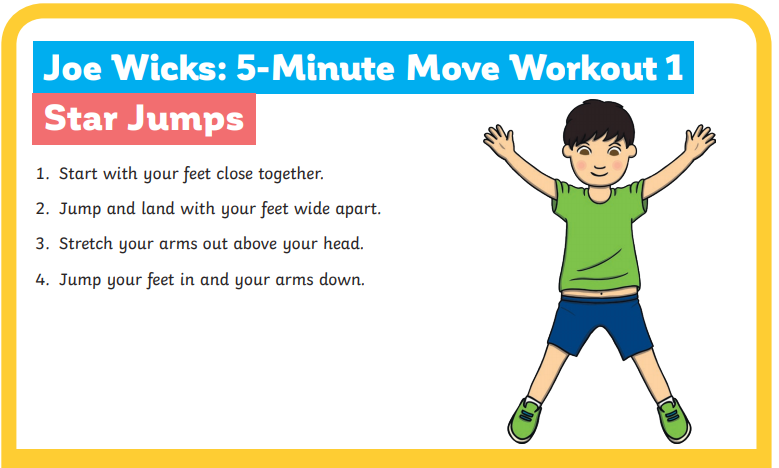 Joe Wicks: 5-Minute Move Workout 1
Star Jumps
1. Start with your feet close together.
2. Jump and land with your feet wide apart.
3. Stretch your arms out above your head.
4. Jump your feet in and your arms down.